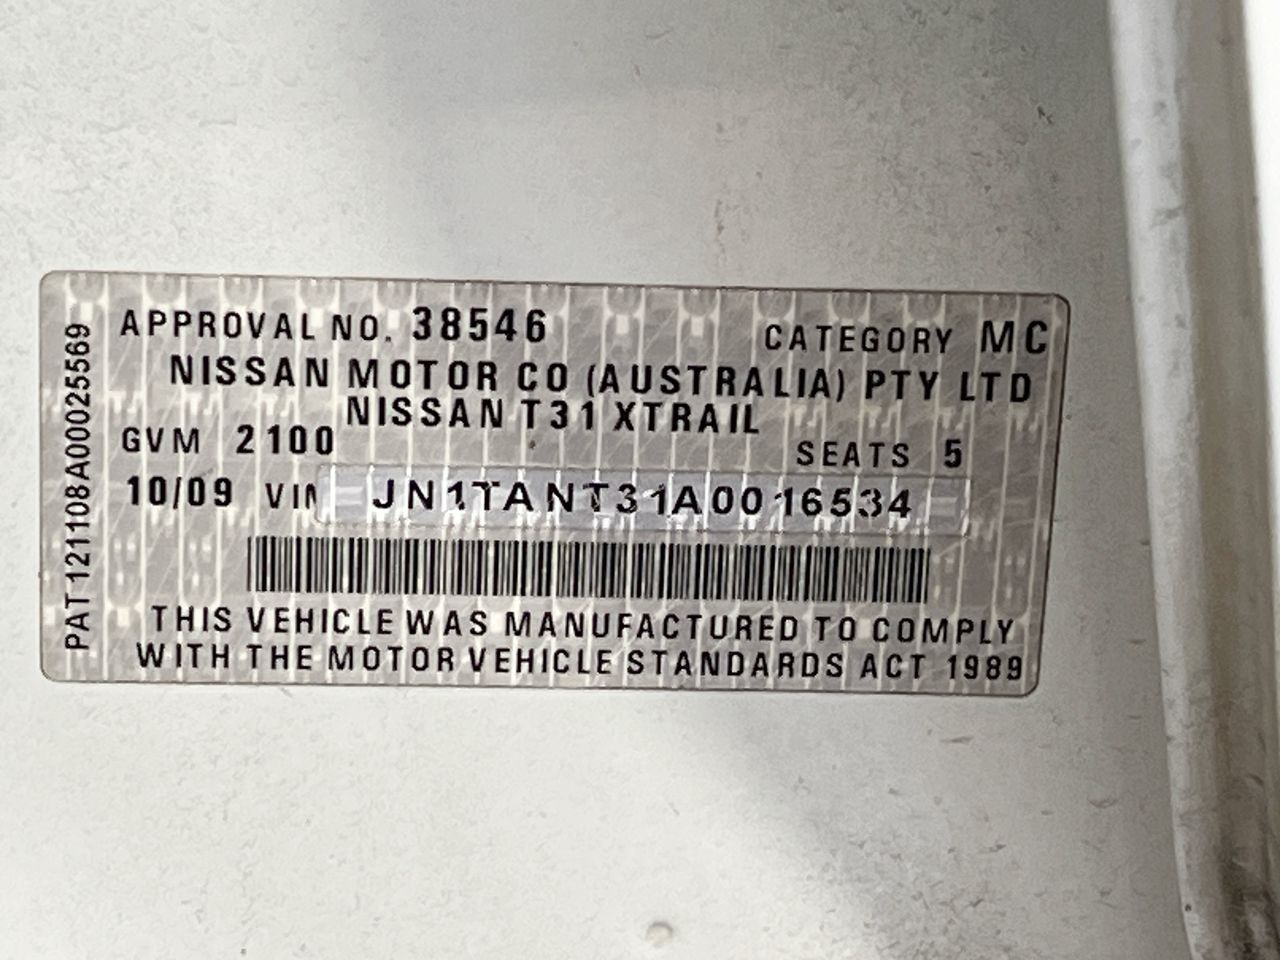 PAT 121108A00025569
APPROVAL NO. 38546 CATEGORY MC
NISSAN MOTOR CO (AUSTRALIA) PTY LTD
NISSAN T31 XTRAIL
GVM 2100 SEATS 5
10/09 VIN JN1TANT31A0016534
THIS VEHICLE WAS MANUFACTURED TO COMPLY
WITH THE MOTOR VEHICLE STANDARDS ACT 1989